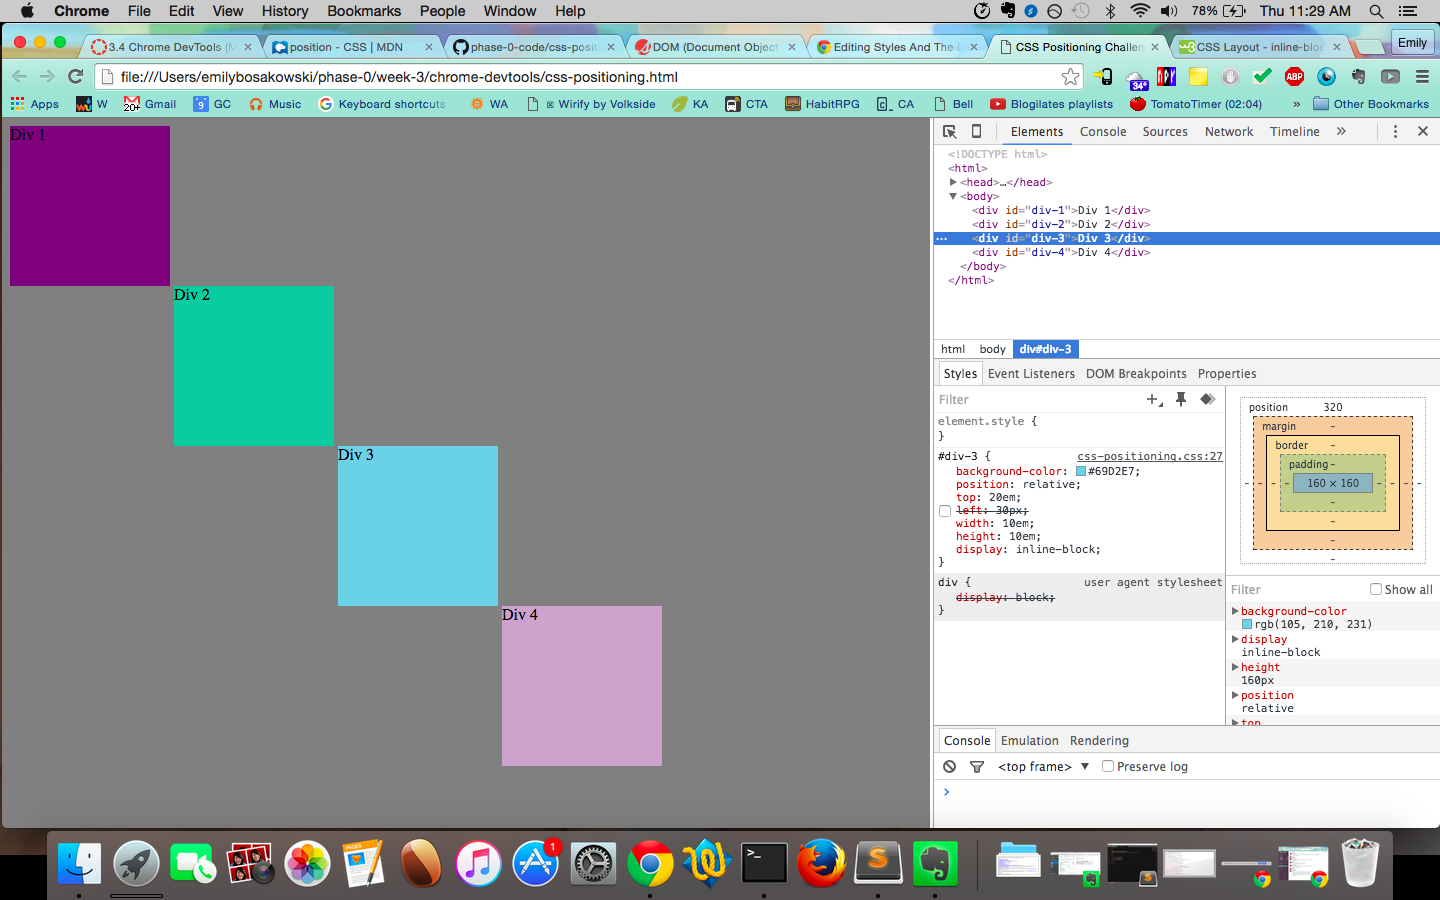 Chrome File Edit View History Bookmarks People Window Help 78% Thu 11:29 AM
3.4 Chrome DevTools (M
position - CSS | MDN
phase-0-code/css-positi
DOM (Document Object
Editing Styles And The D
CSS Positioning Challen
CSS Layout - inline-bloc
Emily
file:///Users/emilybosakowski/phase-0/week-3/chrome-devtools/css-positioning.html
34°
ABP
Apps W Gmail GC Music Keyboard shortcuts WA Wirify by Volkside KA CTA HabitRPG CA Bell Blogilates playlists TomatoTimer (02:04) » Other Bookmarks
20+
Div 1
Div 2
Div 3
Div 4
Elements Console Sources Network Timeline »
<!DOCTYPE html>
<html>
<head>…</head>
<body>
<div id="div-1">Div 1</div>
<div id="div-2">Div 2</div>
<div id="div-3">Div 3</div>
<div id="div-4">Div 4</div>
</body>
</html>
html body div#div-3
Styles Event Listeners DOM Breakpoints Properties
Filter
element.style {
}
#div-3 { css-positioning.css:27
background-color: #69D2E7;
position: relative;
top: 20em;
left: 30px;
width: 10em;
height: 10em;
display: inline-block;
}
div { user agent stylesheet
display: block;
}
position 320
margin -
border -
padding -
- - - - 160 × 160 - - - -
-
-
-
-
Filter Show all
background-color
rgb(105, 210, 231)
display
inline-block
height
160px
position
relative
top
Console Emulation Rendering
<top frame> ▼ Preserve log
>
PAGES
1
>_